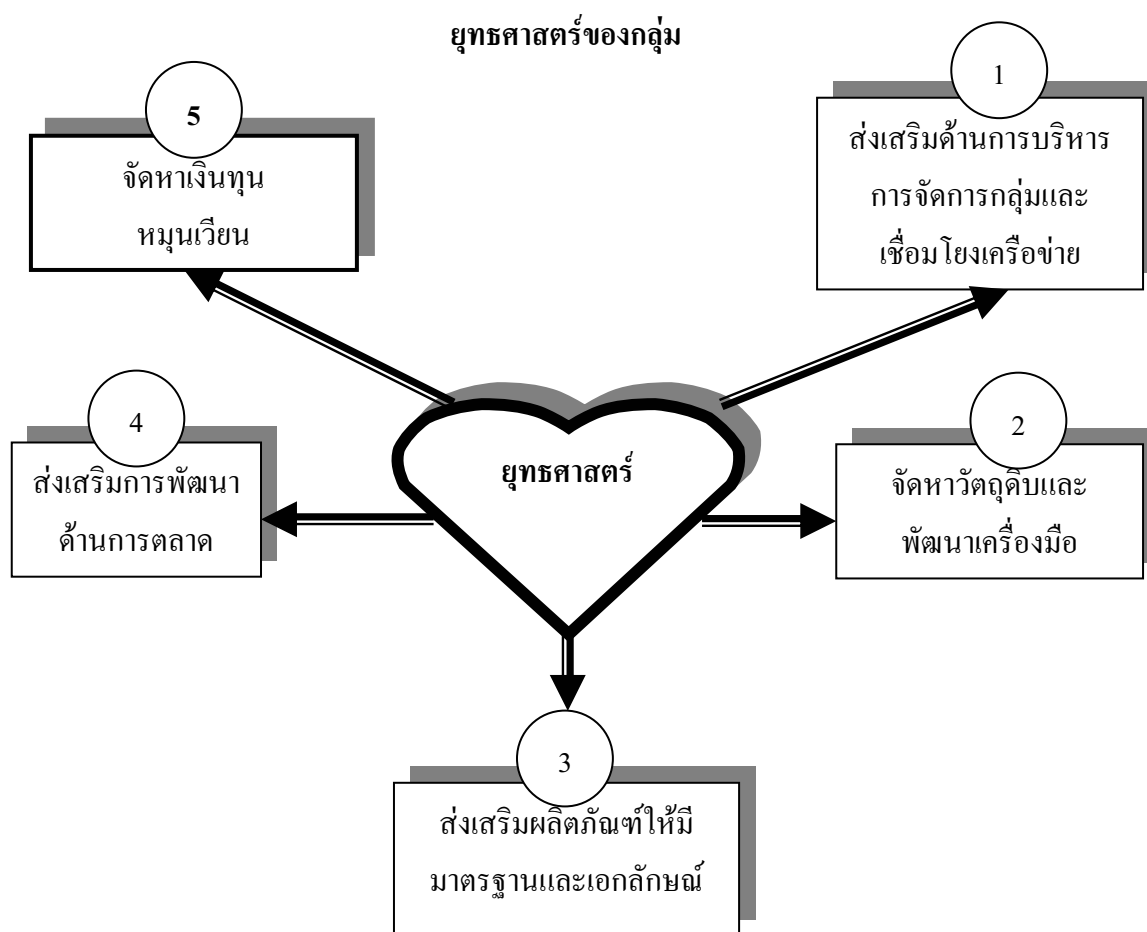 ยุทธศาสตร์ของกลุ่ม
1
ส่งเสริมด้านการบริหาร
การจัดการกลุ่มและ
เชื่อมโยงเครือข่าย
2
จัดหาวัตถุดิบและ
พัฒนาเครื่องมือ
3
ส่งเสริมผลิตภัณฑ์ให้มี
มาตรฐานและเอกลักษณ์
4
ส่งเสริมการพัฒนา
ด้านการตลาด
5
จัดหาเงินทุน
หมุนเวียน
ยุทธศาสตร์